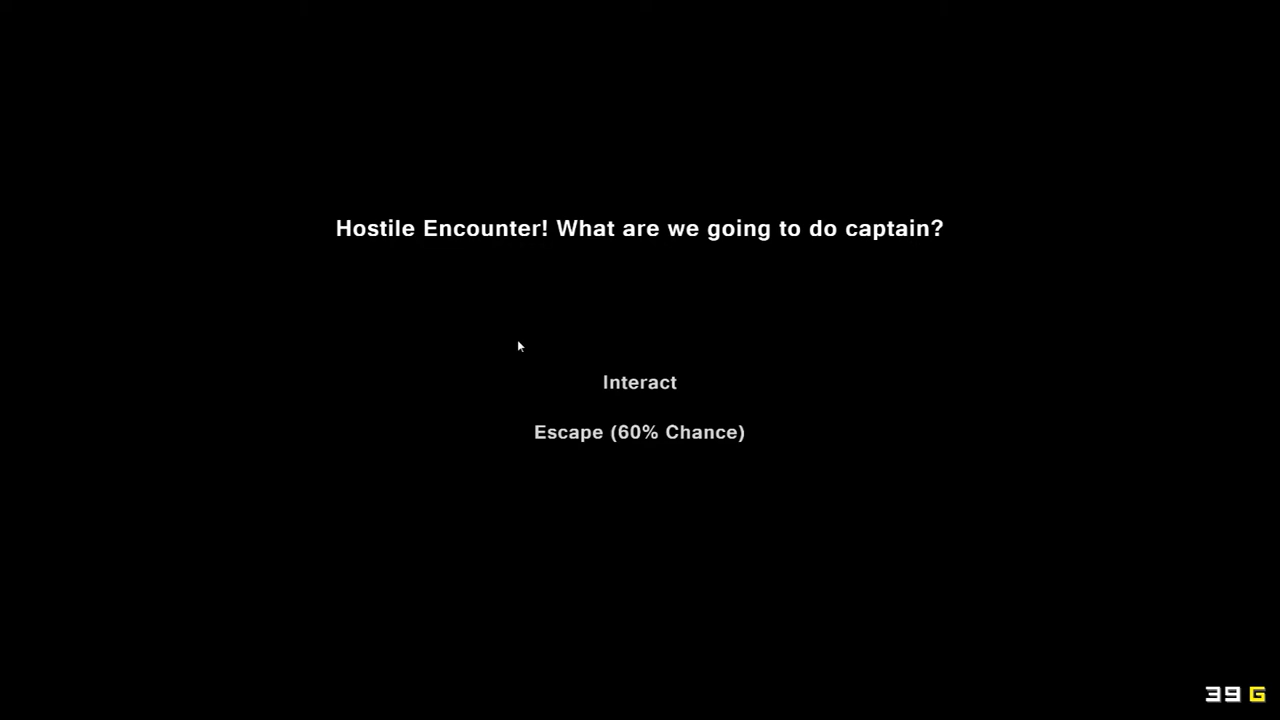 Hostile Encounter! What are we going to do captain?
Interact
Escape (60% Chance)
39 G